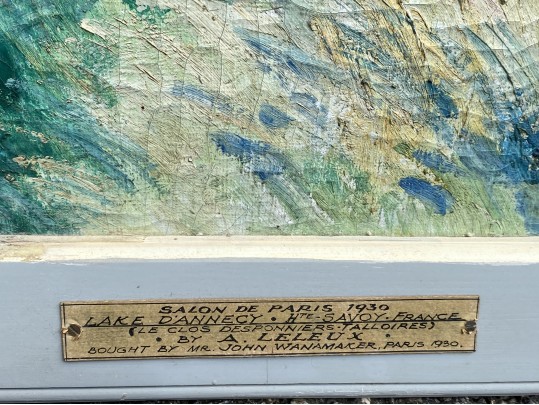 SALON DE PARIS 1930
LAKE D'ANNECY • HTE-SAVOY-FRANCE
(LE CLOS DESPONNIERS-TALLOIRES)
• BY A. LELEUX •
BOUGHT BY MR. JOHN WANAMAKER, PARIS 1930.